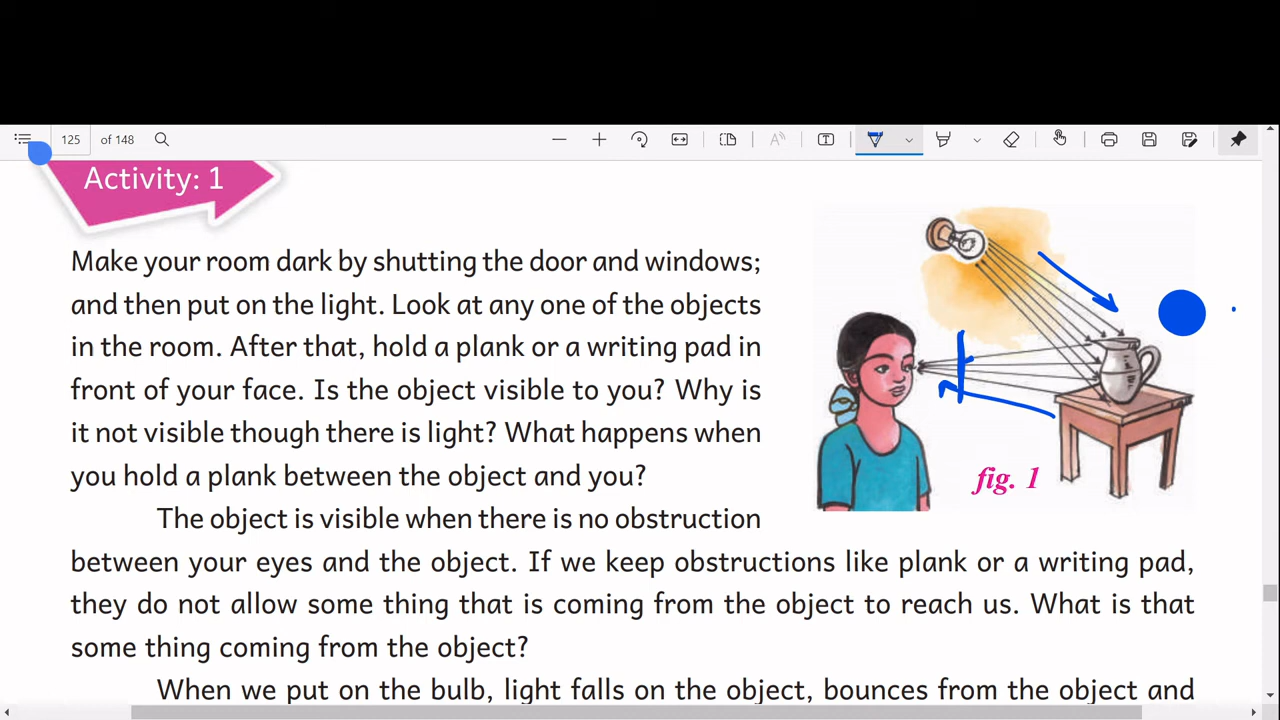 125 of 148
Activity: 1
Make your room dark by shutting the door and windows;
and then put on the light. Look at any one of the objects
in the room. After that, hold a plank or a writing pad in
front of your face. Is the object visible to you? Why is
it not visible though there is light? What happens when
you hold a plank between the object and you?
fig. 1
The object is visible when there is no obstruction
between your eyes and the object. If we keep obstructions like plank or a writing pad,
they do not allow some thing that is coming from the object to reach us. What is that
some thing coming from the object?
When we put on the bulb, light falls on the object, bounces from the object and